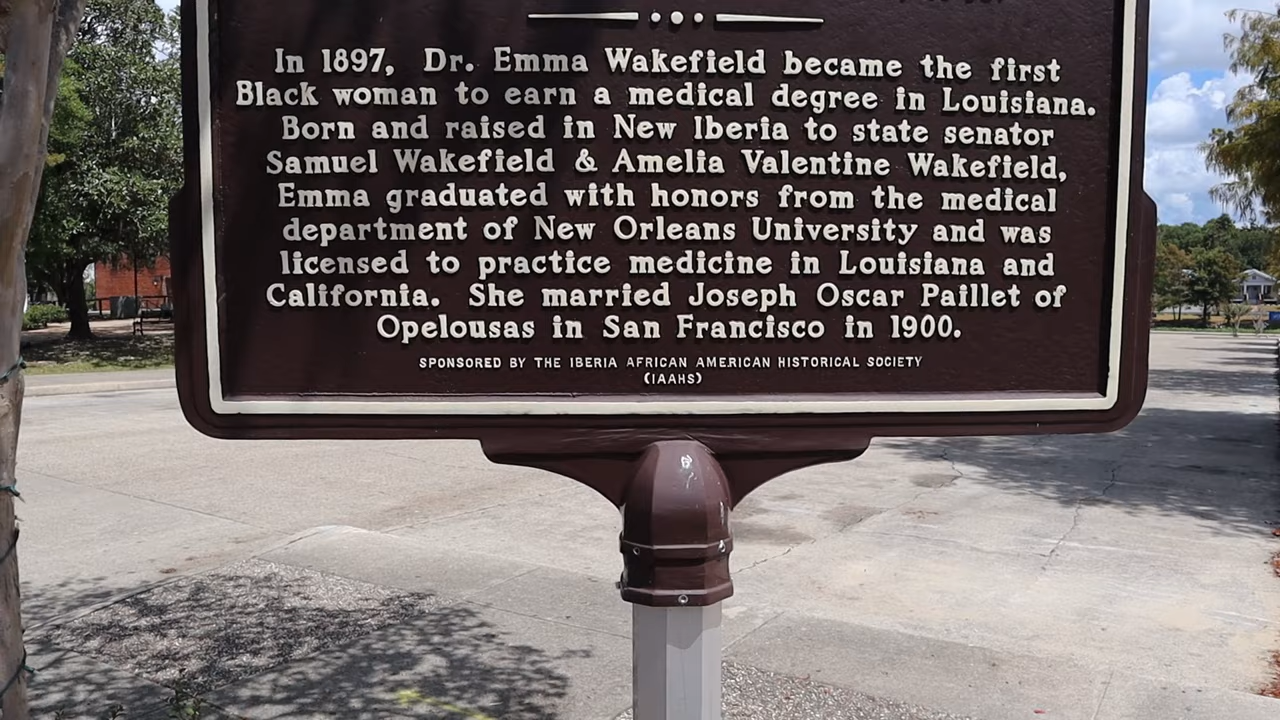 In 1897, Dr. Emma Wakefield became the first
Black woman to earn a medical degree in Louisiana.
Born and raised in New Iberia to state senator
Samuel Wakefield & Amelia Valentine Wakefield,
Emma graduated with honors from the medical
department of New Orleans University and was
licensed to practice medicine in Louisiana and
California. She married Joseph Oscar Paillet of
Opelousas in San Francisco in 1900.
SPONSORED BY THE IBERIA AFRICAN AMERICAN HISTORICAL SOCIETY
(IAAHS)